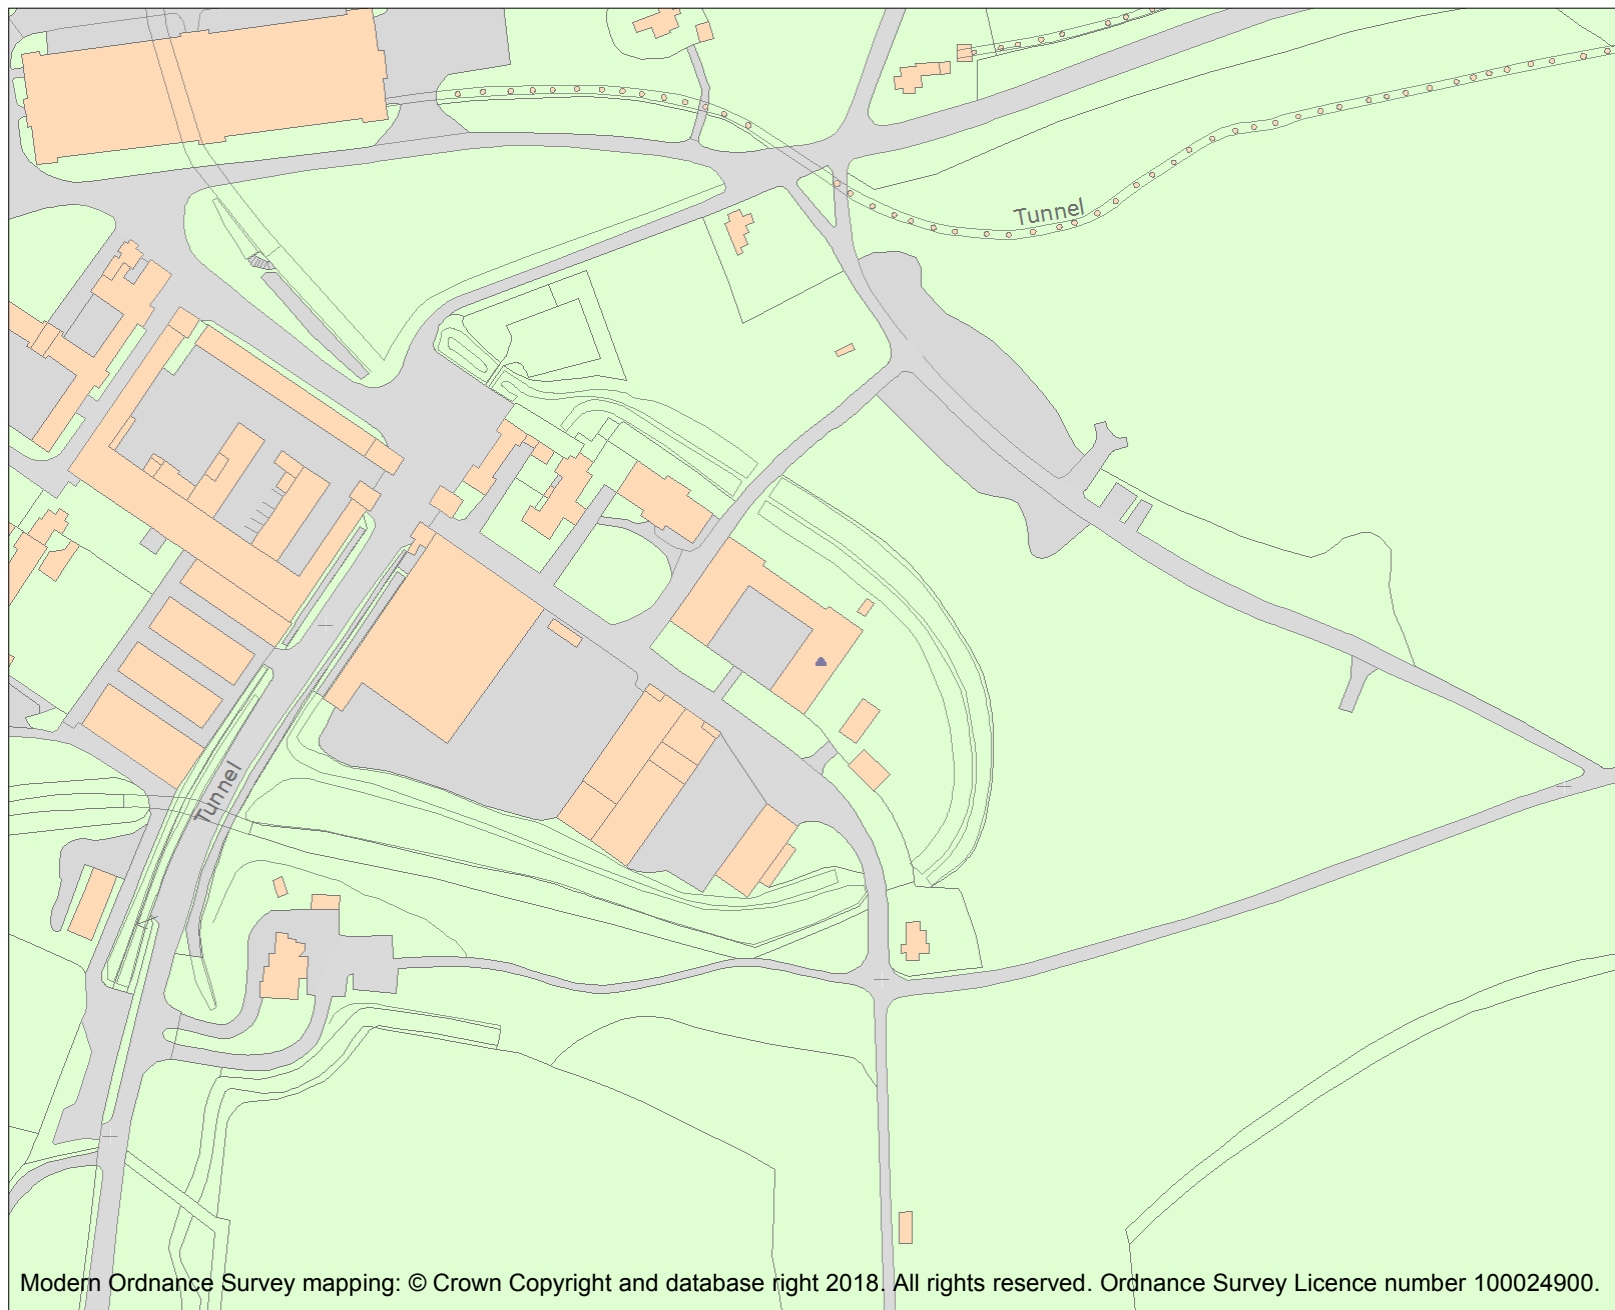 Tunnel
Tunnel
Modern Ordnance Survey mapping: © Crown Copyright and database right 2018. All rights reserved. Ordnance Survey Licence number 100024900.